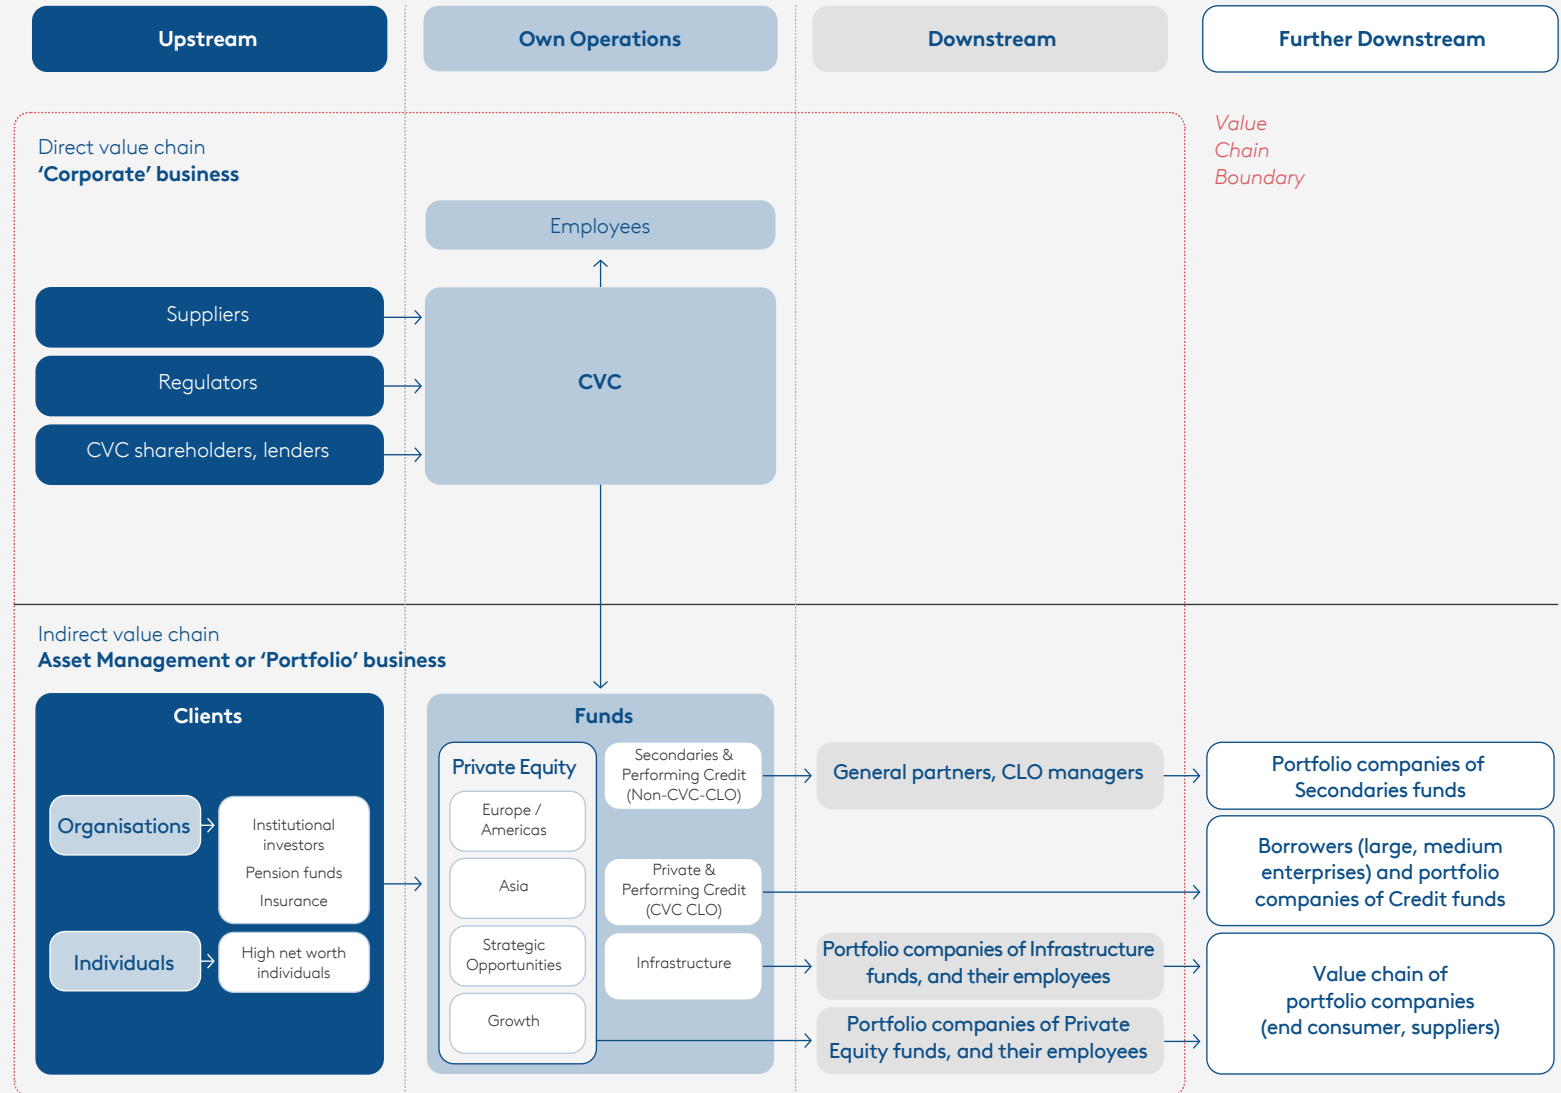 Upstream
Own Operations
Downstream
Further Downstream
Value
Chain
Boundary
Direct value chain
‘Corporate’ business
Employees
Suppliers
Regulators
CVC shareholders, lenders
CVC
Indirect value chain
Asset Management or ‘Portfolio’ business
Clients
Organisations
Institutional
investors
Pension funds
Insurance
Individuals
High net worth
individuals
Funds
Private Equity
Europe /
Americas
Asia
Strategic
Opportunities
Growth
Secondaries &
Performing Credit
(Non-CVC-CLO)
Private &
Performing Credit
(CVC CLO)
Infrastructure
General partners, CLO managers
Portfolio companies of Infrastructure
funds, and their employees
Portfolio companies of Private
Equity funds, and their employees
Portfolio companies of
Secondaries funds
Borrowers (large, medium
enterprises) and portfolio
companies of Credit funds
Value chain of
portfolio companies
(end consumer, suppliers)